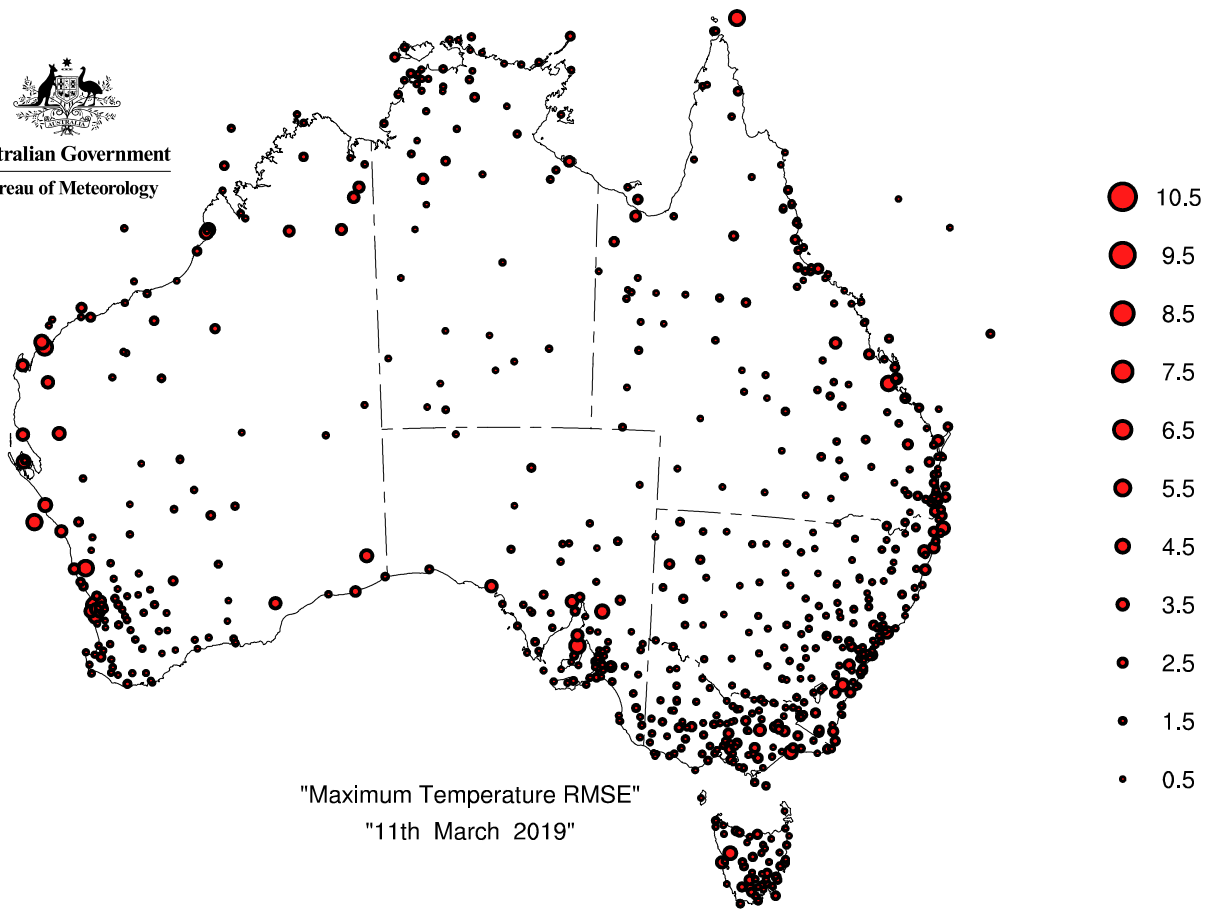 AUSTRALIA
tralian Government
reau of Meteorology
10.5
9.5
8.5
7.5
6.5
5.5
4.5
3.5
2.5
1.5
0.5
"Maximum Temperature RMSE"
"11th March 2019"